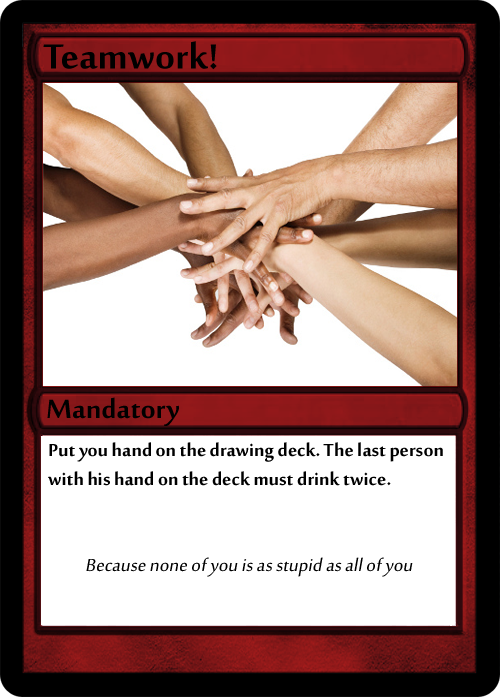 Teamwork!
Mandatory
Put you hand on the drawing deck. The last person
with his hand on the deck must drink twice.
Because none of you is as stupid as all of you